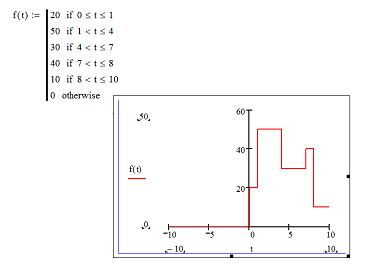 f(t) := 20 if 0 ≤ t ≤ 1
50 if 1 < t ≤ 4
30 if 4 < t ≤ 7
40 if 7 < t ≤ 8
10 if 8 < t ≤ 10
0 otherwise
50
f(t)
0
60
40
20
−10 −5 0 5 10
−10 t 10